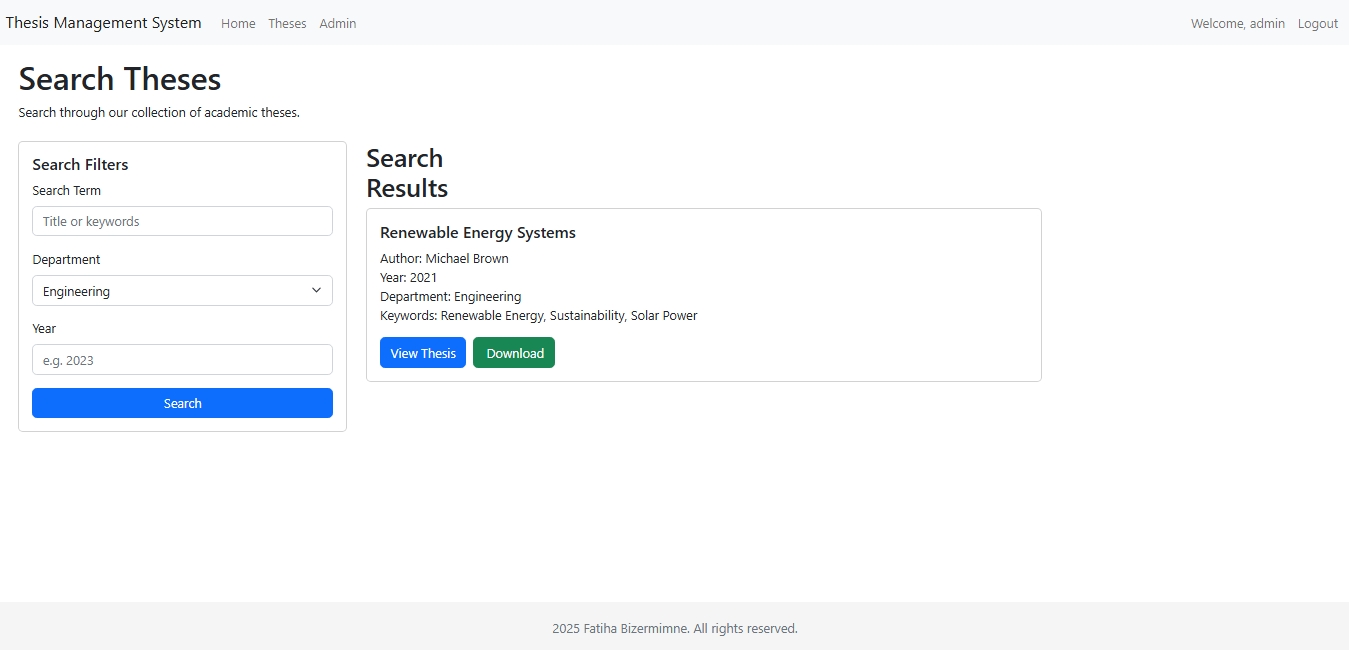 Thesis Management System Home Theses Admin Welcome, admin Logout
Search Theses
Search through our collection of academic theses.
Search Filters
Search Term
Title or keywords
Department
Engineering
Year
e.g. 2023
Search
Search
Results
Renewable Energy Systems
Author: Michael Brown
Year: 2021
Department: Engineering
Keywords: Renewable Energy, Sustainability, Solar Power
View Thesis Download
2025 Fatiha Bizermimne. All rights reserved.